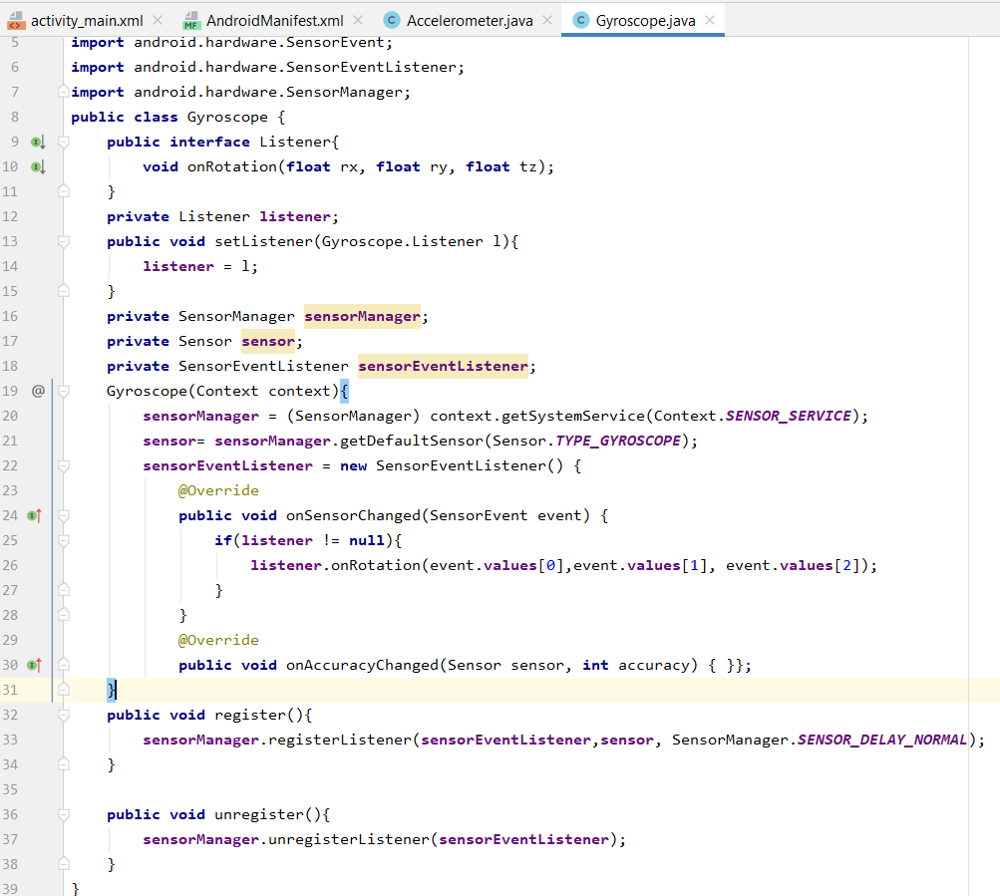 activity_main.xml AndroidManifest.xml Accelerometer.java Gyroscope.java
5 import android.hardware.SensorEvent;
6 import android.hardware.SensorEventListener;
7 import android.hardware.SensorManager;
8 public class Gyroscope {
9     public interface Listener{
10         void onRotation(float rx, float ry, float tz);
11     }
12     private Listener listener;
13     public void setListener(Gyroscope.Listener l){
14         listener = l;
15     }
16     private SensorManager sensorManager;
17     private Sensor sensor;
18     private SensorEventListener sensorEventListener;
19 @     Gyroscope(Context context){
20         sensorManager = (SensorManager) context.getSystemService(Context.SENSOR_SERVICE);
21         sensor= sensorManager.getDefaultSensor(Sensor.TYPE_GYROSCOPE);
22         sensorEventListener = new SensorEventListener() {
23             @Override
24             public void onSensorChanged(SensorEvent event) {
25                 if(listener != null){
26                     listener.onRotation(event.values[0],event.values[1], event.values[2]);
27                 }
28             }
29             @Override
30             public void onAccuracyChanged(Sensor sensor, int accuracy) { }};
31     }
32     public void register(){
33         sensorManager.registerListener(sensorEventListener,sensor, SensorManager.SENSOR_DELAY_NORMAL);
34     }
35
36     public void unregister(){
37         sensorManager.unregisterListener(sensorEventListener);
38     }
39 }